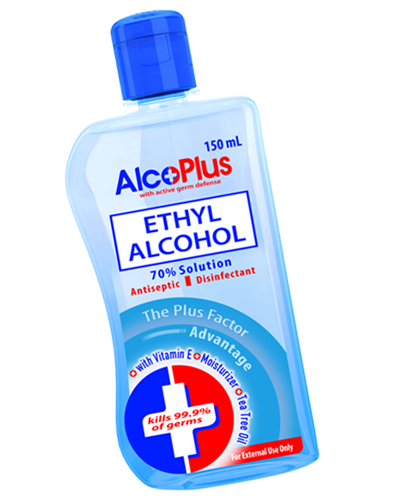 150 mL
AlcoPlus
with active germ defense
ETHYL
ALCOHOL
70% Solution
Antiseptic Disinfectant
The Plus Factor
Advantage
with Vitamin E Moisturizer Tea Tree Oil
kills 99.9%
of germs
For External Use Only